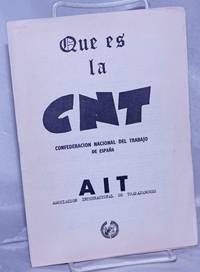 Que es
la
CNT
CONFEDERACION NACIONAL DEL TRABAJO
DE ESPAÑA
AIT
ASOCIACION INTERNACIONAL DE TRABAJADORES